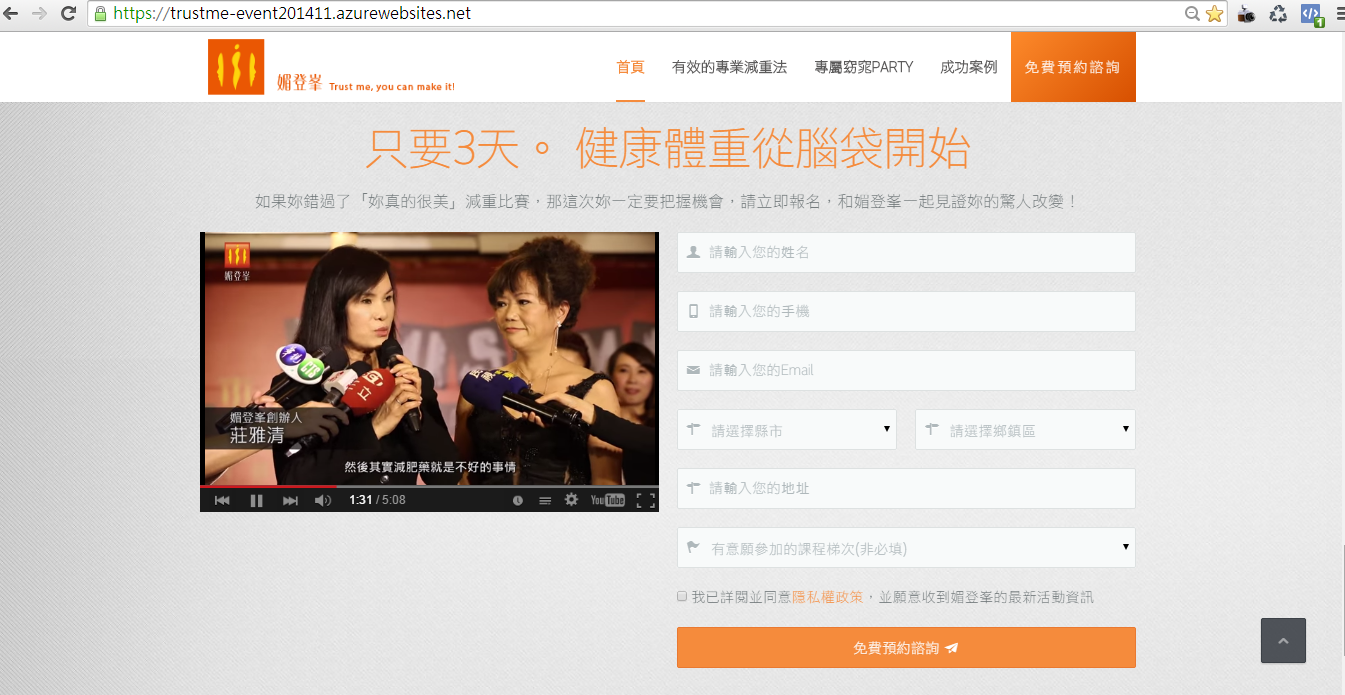 https://trustme-event201411.azurewebsites.net
媚登峯 Trust me, you can make it!
首頁 有效的專業減重法 專屬窈窕PARTY 成功案例 免費預約諮詢
只要3天。健康體重從腦袋開始
如果妳錯過了「妳真的很美」減重比賽，那這次妳一定要把握機會，請立即報名，和媚登峯一起見證妳的驚人改變！
媚登峯
媚登峯創辦人
莊雅清
然後其實減肥藥就是不好的事情
1:31 / 5:08
YouTube
請輸入您的姓名
請輸入您的手機
請輸入您的Email
請選擇縣市 請選擇鄉鎮區
請輸入您的地址
有意願參加的課程梯次(非必填)
我已詳閱並同意隱私權政策，並願意收到媚登峯的最新活動資訊
免費預約諮詢